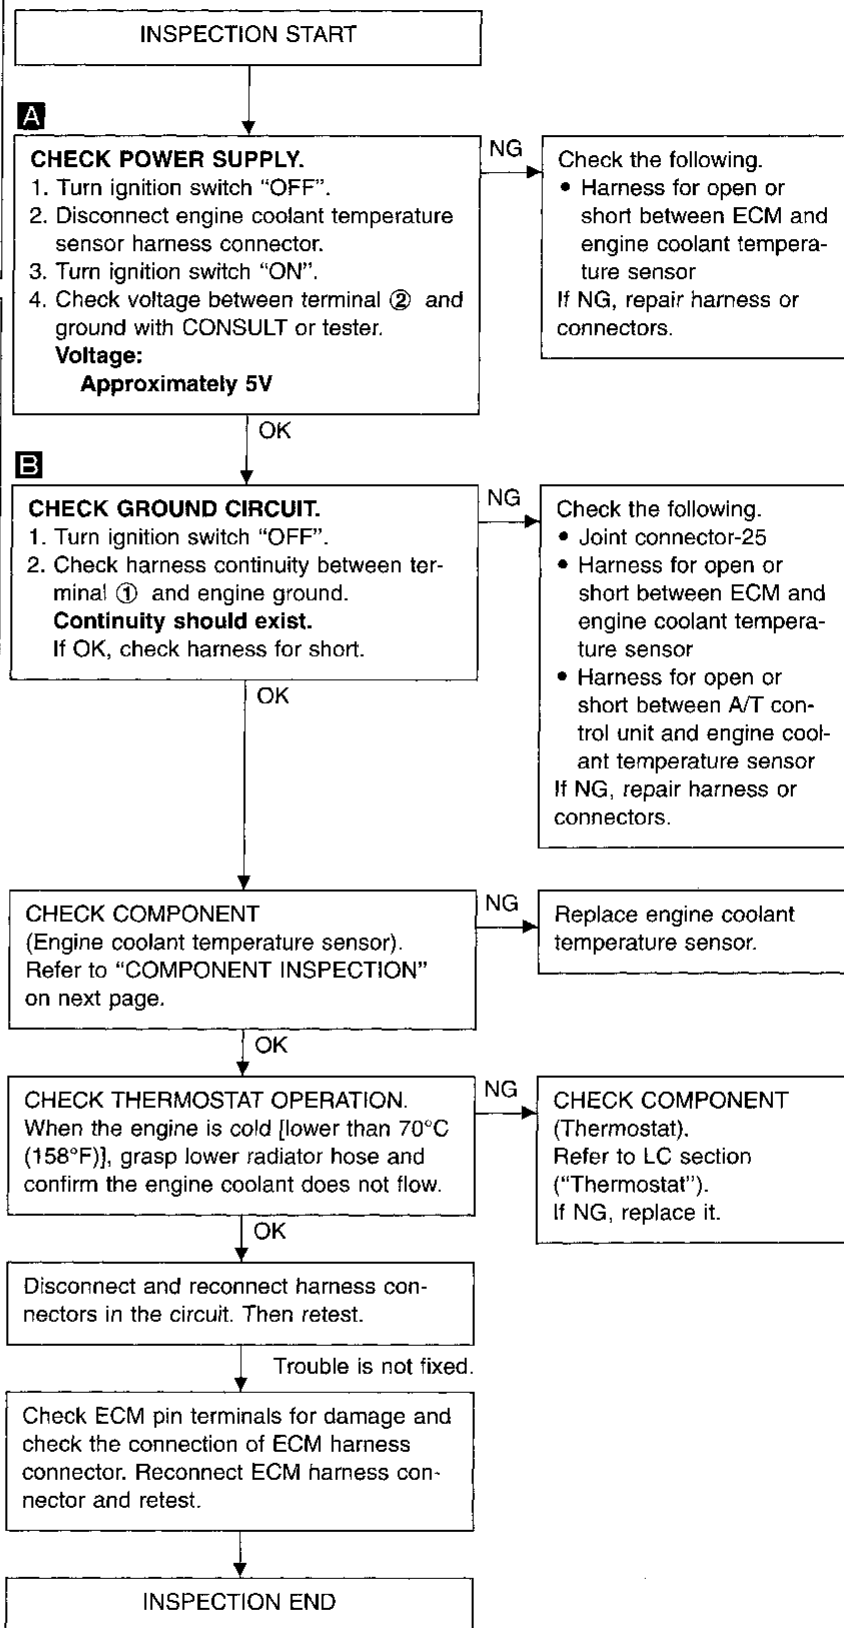 INSPECTION START
A
CHECK POWER SUPPLY.
1. Turn ignition switch “OFF”.
2. Disconnect engine coolant temperature
sensor harness connector.
3. Turn ignition switch “ON”.
4. Check voltage between terminal ② and
ground with CONSULT or tester.
Voltage:
Approximately 5V
NG
Check the following.
• Harness for open or
short between ECM and
engine coolant tempera-
ture sensor
If NG, repair harness or
connectors.
OK
B
CHECK GROUND CIRCUIT.
1. Turn ignition switch “OFF”.
2. Check harness continuity between ter-
minal ① and engine ground.
Continuity should exist.
If OK, check harness for short.
NG
Check the following.
• Joint connector-25
• Harness for open or
short between ECM and
engine coolant tempera-
ture sensor
• Harness for open or
short between A/T con-
trol unit and engine cool-
ant temperature sensor
If NG, repair harness or
connectors.
OK
CHECK COMPONENT
(Engine coolant temperature sensor).
Refer to “COMPONENT INSPECTION”
on next page.
NG
Replace engine coolant
temperature sensor.
OK
CHECK THERMOSTAT OPERATION.
When the engine is cold [lower than 70°C
(158°F)], grasp lower radiator hose and
confirm the engine coolant does not flow.
NG
CHECK COMPONENT
(Thermostat).
Refer to LC section
(“Thermostat”).
If NG, replace it.
OK
Disconnect and reconnect harness con-
nectors in the circuit. Then retest.
Trouble is not fixed.
Check ECM pin terminals for damage and
check the connection of ECM harness
connector. Reconnect ECM harness con-
nector and retest.
INSPECTION END